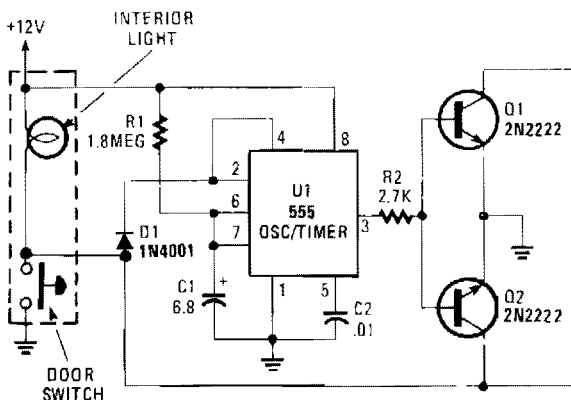 +12V
INTERIOR
LIGHT
R1
1.8MEG
4
8
2
6
7
U1
555
OSC/TIMER
3
R2
2.7K
Q1
2N2222
D1
1N4001
C1
6.8
+
1
5
C2
.01
Q2
2N2222
DOOR
SWITCH